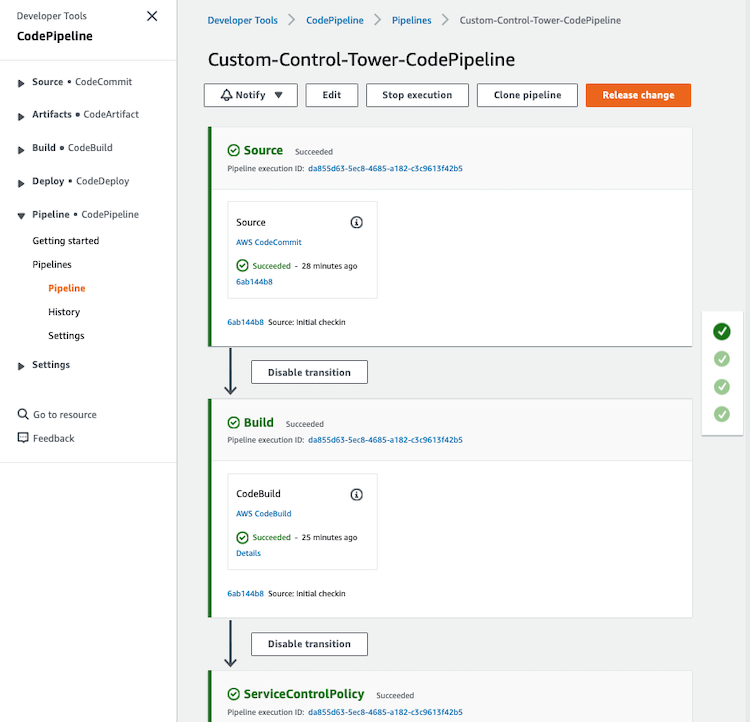 Developer Tools
CodePipeline
Source • CodeCommit
Artifacts • CodeArtifact
Build • CodeBuild
Deploy • CodeDeploy
Pipeline • CodePipeline
Getting started
Pipelines
Pipeline
History
Settings
Settings
Go to resource
Feedback
Developer Tools > CodePipeline > Pipelines > Custom-Control-Tower-CodePipeline
Custom-Control-Tower-CodePipeline
Notify ▼ Edit Stop execution Clone pipeline Release change
Source Succeeded
Pipeline execution ID: da855d63-5ec8-4685-a182-c3c9613f42b5
Source
AWS CodeCommit
Succeeded - 28 minutes ago
6ab144b8
6ab144b8 Source: Initial checkin
Disable transition
Build Succeeded
Pipeline execution ID: da855d63-5ec8-4685-a182-c3c9613f42b5
CodeBuild
AWS CodeBuild
Succeeded - 25 minutes ago
Details
6ab144b8 Source: Initial checkin
Disable transition
ServiceControlPolicy Succeeded
Pipeline execution ID: da855d63-5ec8-4685-a182-c3c9613f42b5